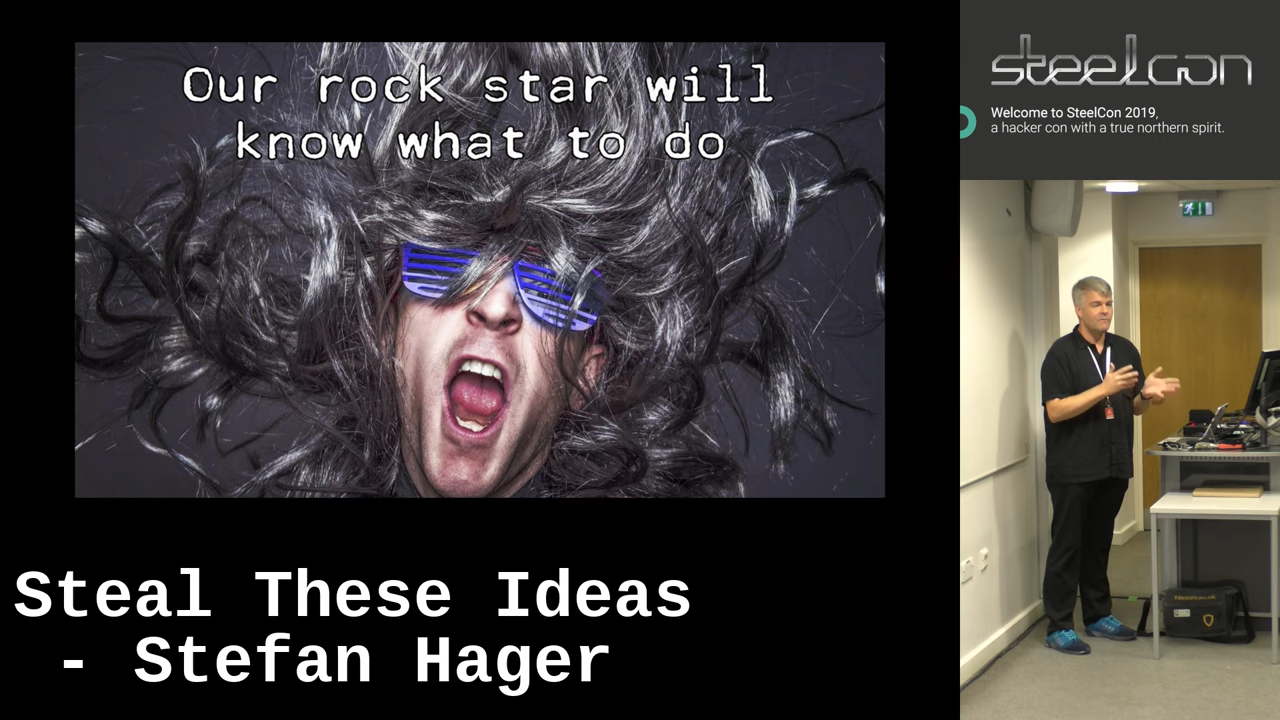 Our rock star will
know what to do
steelcon
Welcome to SteelCon 2019,
a hacker con with a true northern spirit.
Steal These Ideas
- Stefan Hager